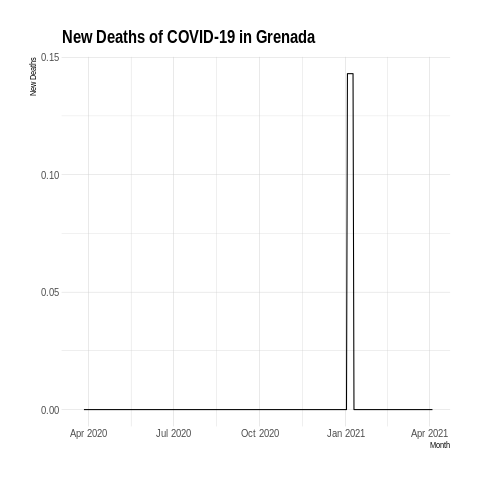 New Deaths of COVID-19 in Grenada
New Deaths
0.15
0.10
0.05
0.00
Apr 2020 Jul 2020 Oct 2020 Jan 2021 Apr 2021
Month